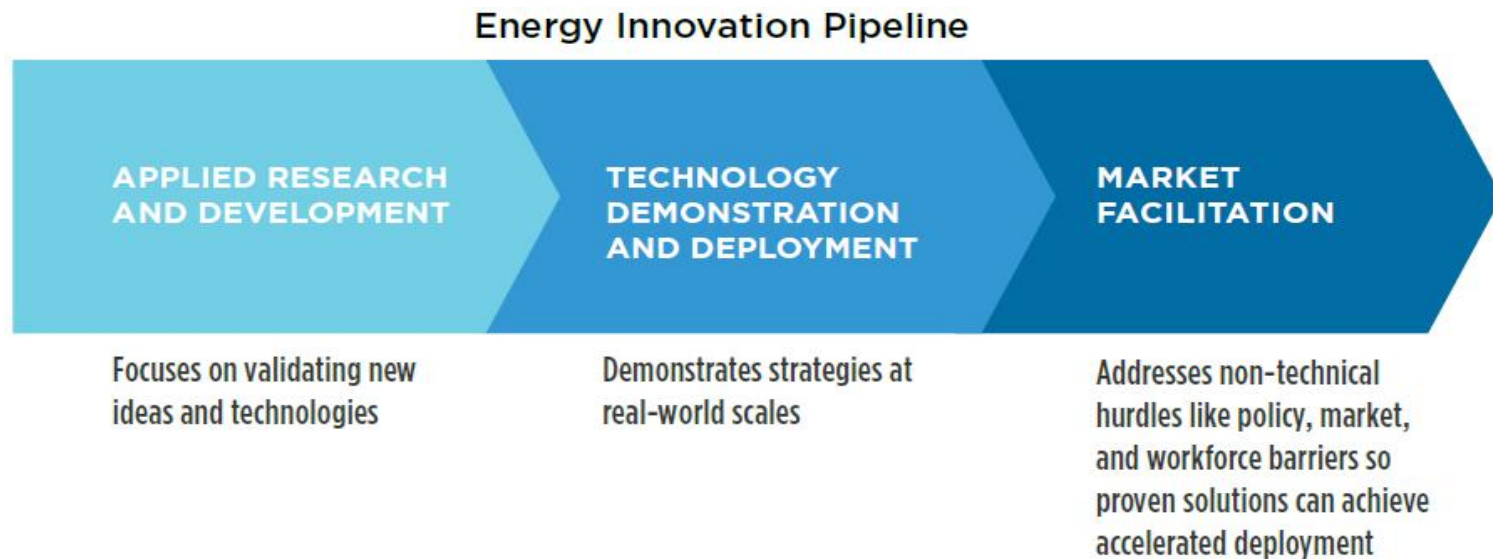 Energy Innovation Pipeline
APPLIED RESEARCH
AND DEVELOPMENT
TECHNOLOGY
DEMONSTRATION
AND DEPLOYMENT
MARKET
FACILITATION
Focuses on validating new
ideas and technologies
Demonstrates strategies at
real-world scales
Addresses non-technical
hurdles like policy, market,
and workforce barriers so
proven solutions can achieve
accelerated deployment